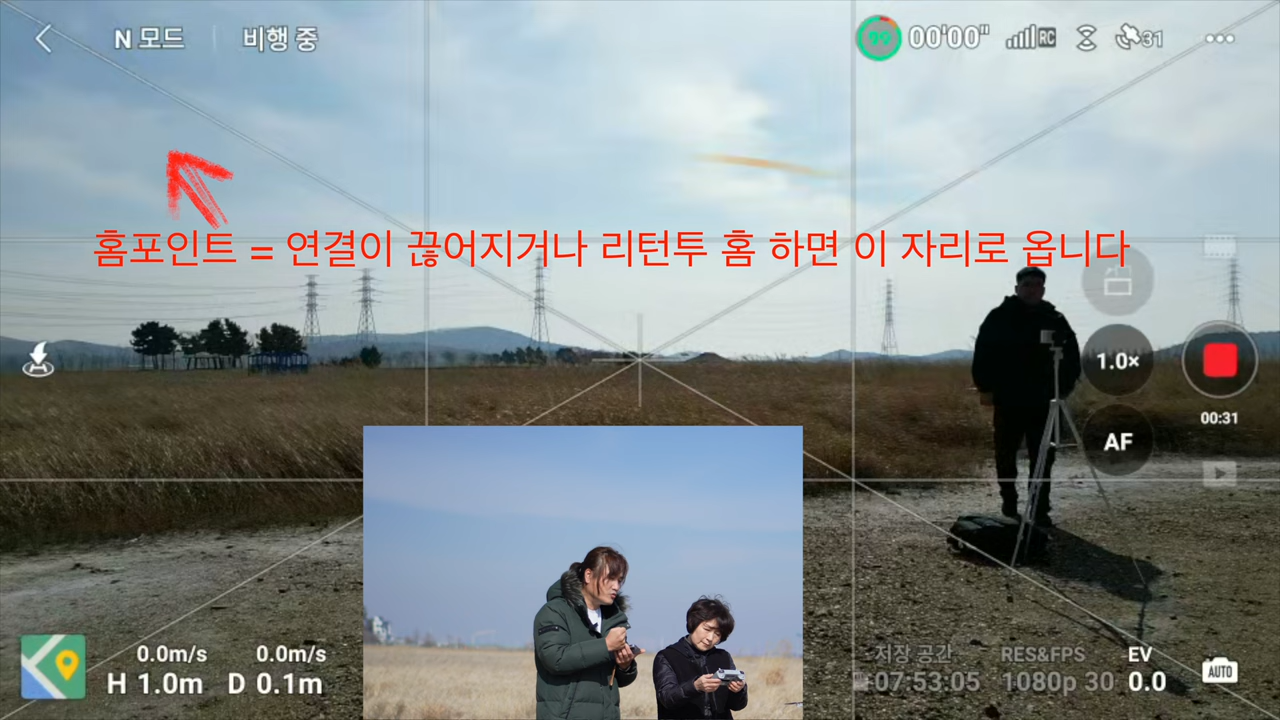 N 모드 비행 중 99 00'00" RC 31
홈포인트 = 연결이 끊어지거나 리턴투 홈 하면 이 자리로 옵니다
1.0×
00:31
AF
0.0m/s 0.0m/s
H 1.0m D 0.1m
저장 공간 RES&FPS EV
07:53:05 1080p 30 0.0
AUTO